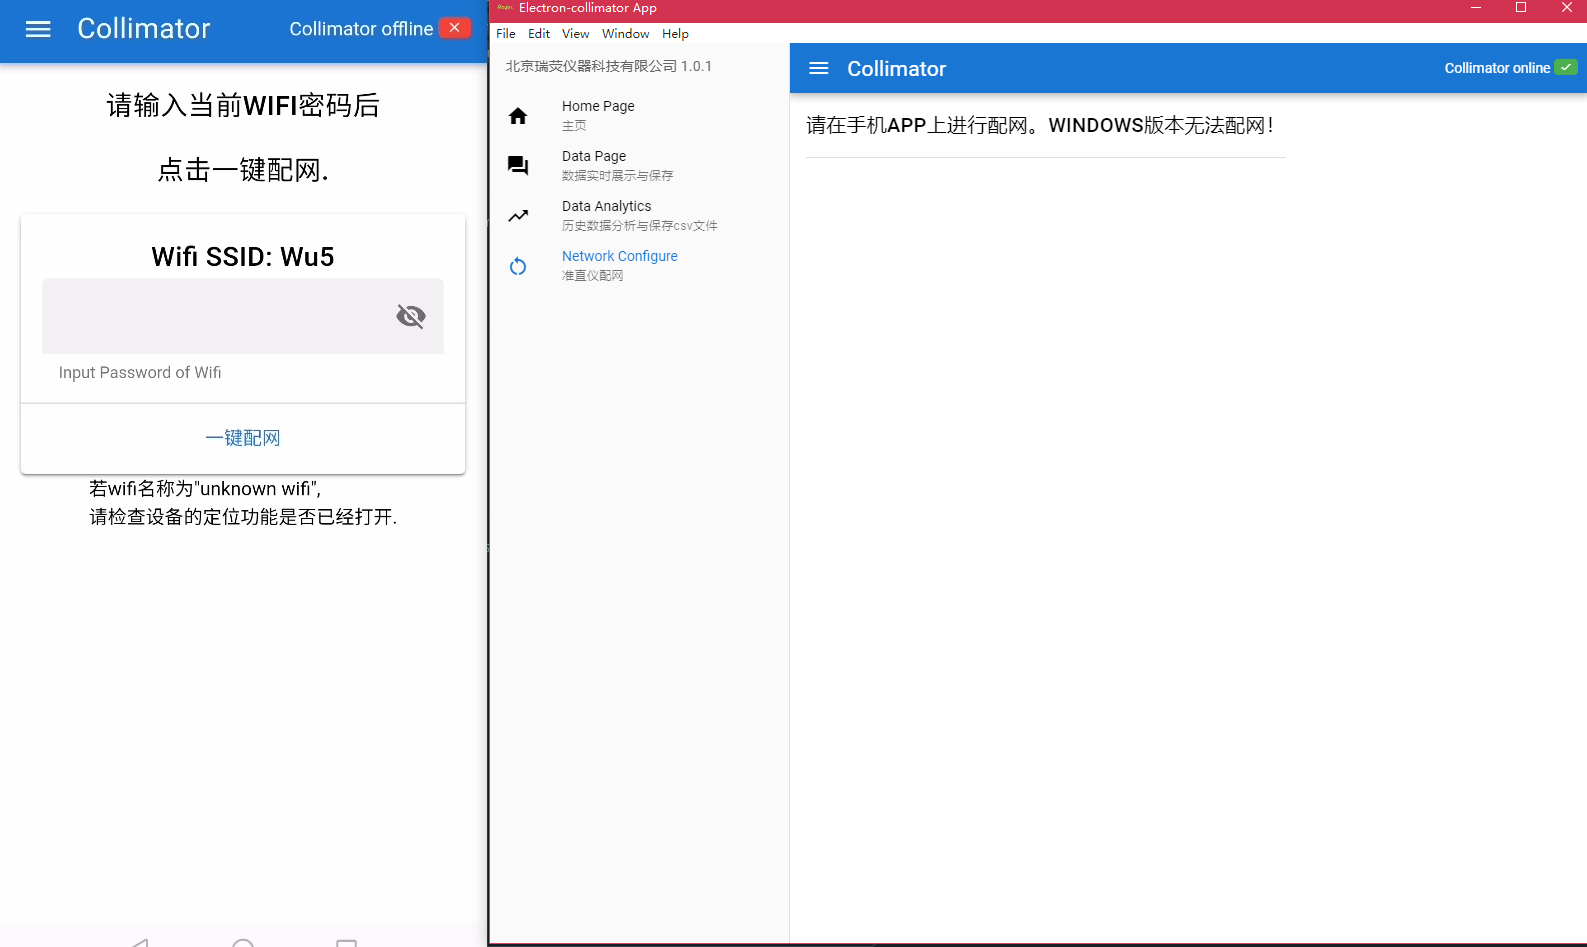 Collimator
Collimator offline
请输入当前WIFI密码后
点击一键配网.
Wifi SSID: Wu5
Input Password of Wifi
一键配网
若wifi名称为"unknown wifi",
请检查设备的定位功能是否已经打开.
Electron-collimator App
File Edit View Window Help
北京瑞荧仪器科技有限公司 1.0.1
Home Page
主页
Data Page
数据实时展示与保存
Data Analytics
历史数据分析与保存csv文件
Network Configure
准直仪配网
Collimator
Collimator online
请在手机APP上进行配网。WINDOWS版本无法配网！